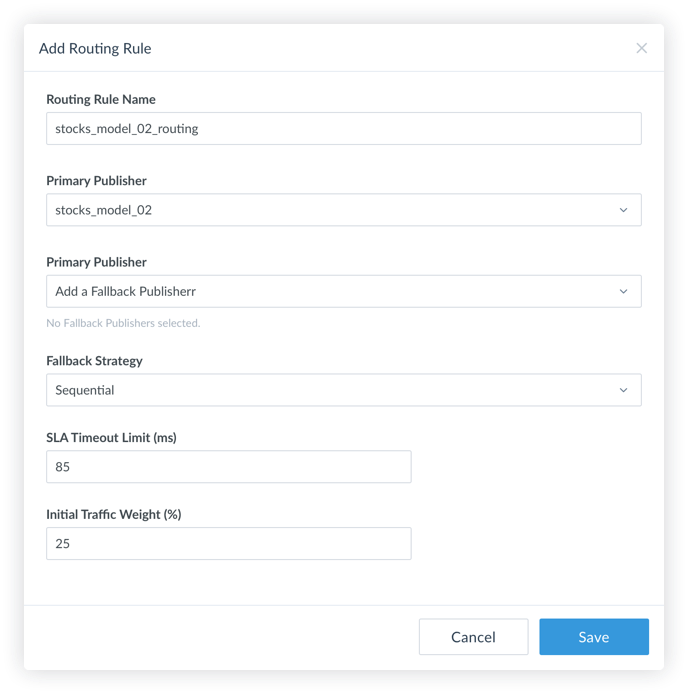 Add Routing Rule
Routing Rule Name
stocks_model_02_routing
Primary Publisher
stocks_model_02
Primary Publisher
Add a Fallback Publisherr
No Fallback Publishers selected.
Fallback Strategy
Sequential
SLA Timeout Limit (ms)
85
Initial Traffic Weight (%)
25
Cancel
Save